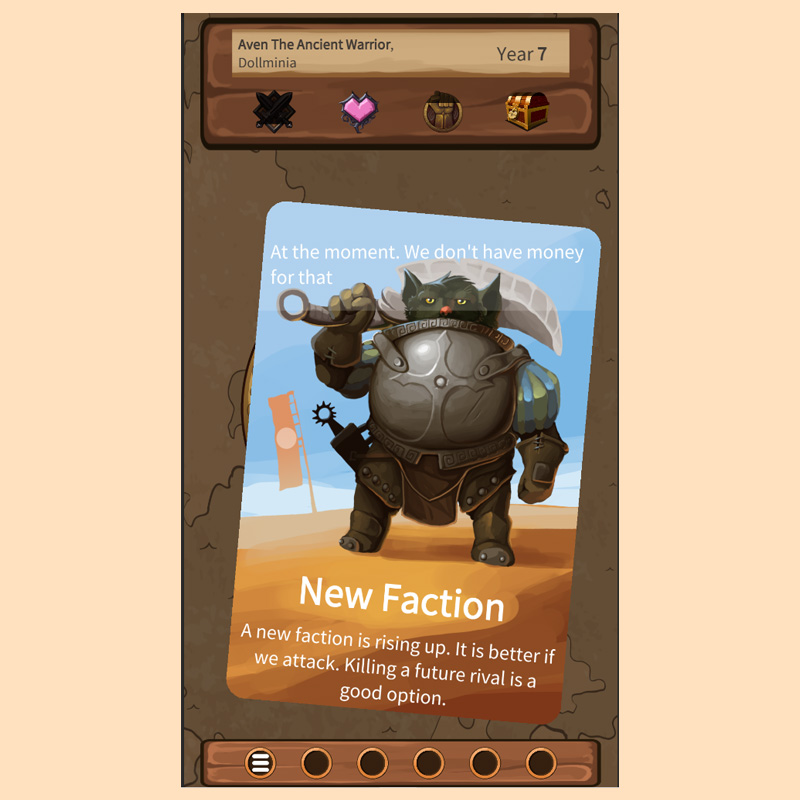 Aven The Ancient Warrior,
Dollminia
Year 7
At the moment. We don't have money
for that
New Faction
A new faction is rising up. It is better if
we attack. Killing a future rival is a
good option.